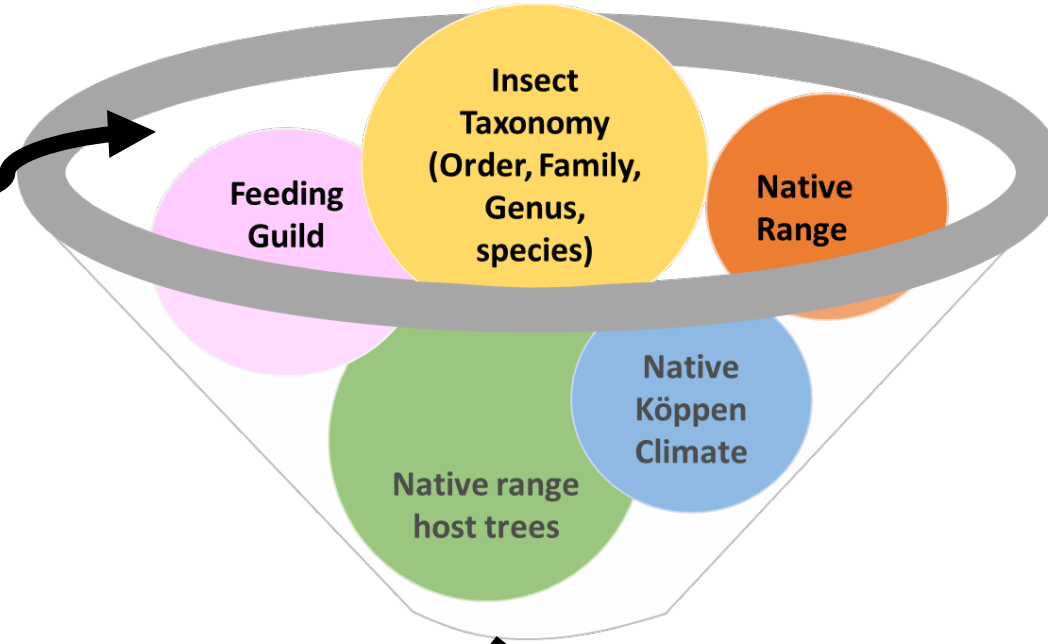 Insect
Taxonomy
(Order, Family,
Genus,
species)
Feeding
Guild
Native
Range
Native
Köppen
Climate
Native range
host trees